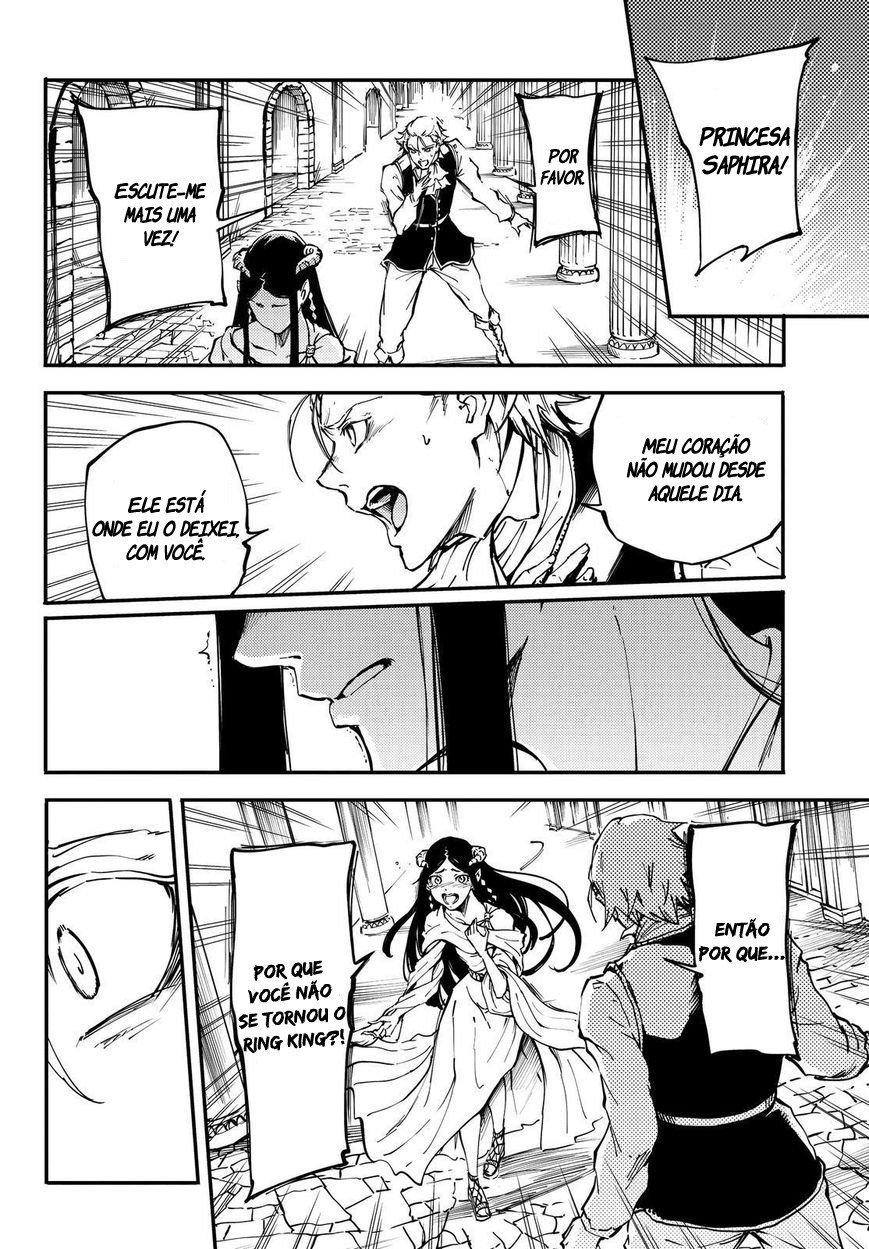 PRINCESA
SAPHIRA!
POR
FAVOR.
ESCUTE-ME
MAIS UMA
VEZ!
MEU CORAÇÃO
NÃO MUDOU DESDE
AQUELE DIA.
ELE ESTÁ
ONDE EU O DEIXEI,
COM VOCÊ.
ENTÃO
POR QUE...
POR QUE
VOCÊ NÃO
SE TORNOU O
RING KING?!